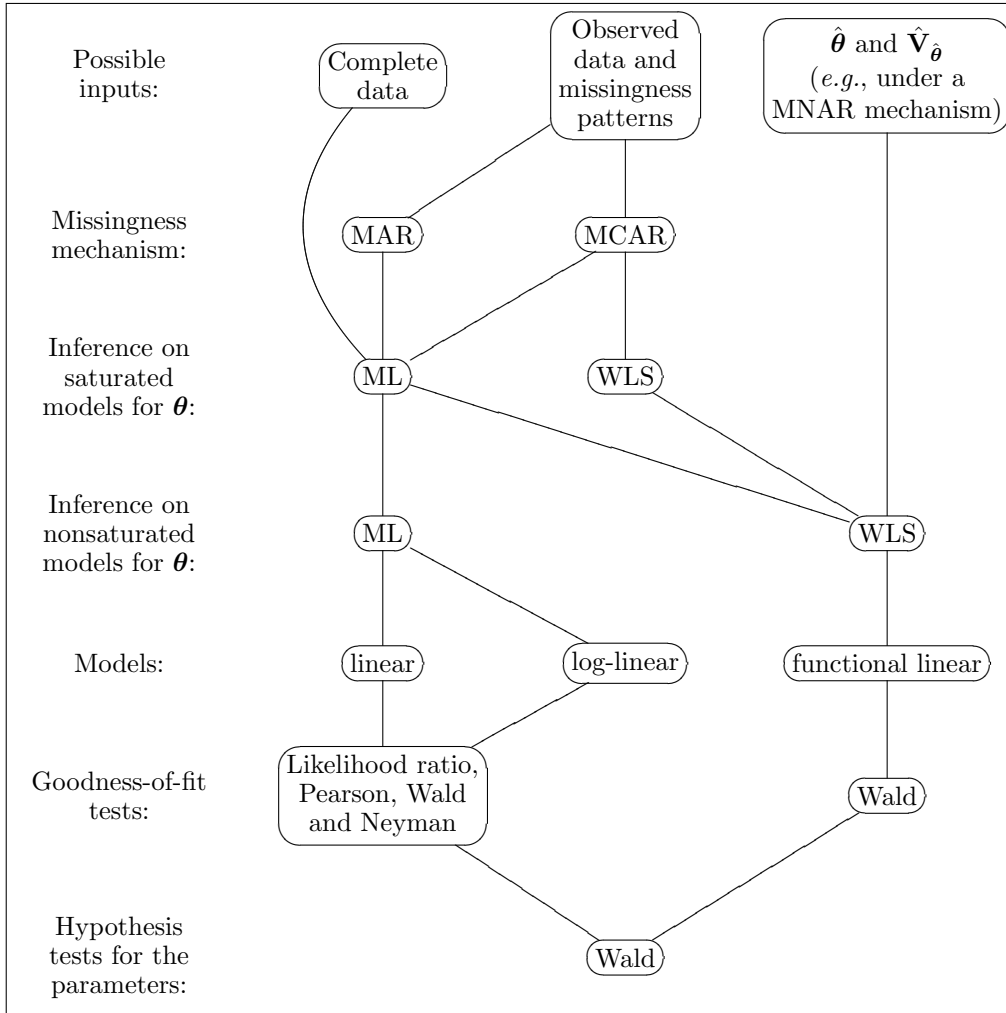 Possible
inputs:
Complete
data
Observed
data and
missingness
patterns
θ̂ and V̂_θ̂
(e.g., under a
MNAR mechanism)
Missingness
mechanism:
MAR
MCAR
Inference on
saturated
models for θ:
ML
WLS
Inference on
nonsaturated
models for θ:
ML
WLS
Models:
linear
log-linear
functional linear
Goodness-of-fit
tests:
Likelihood ratio,
Pearson, Wald
and Neyman
Wald
Hypothesis
tests for the
parameters:
Wald